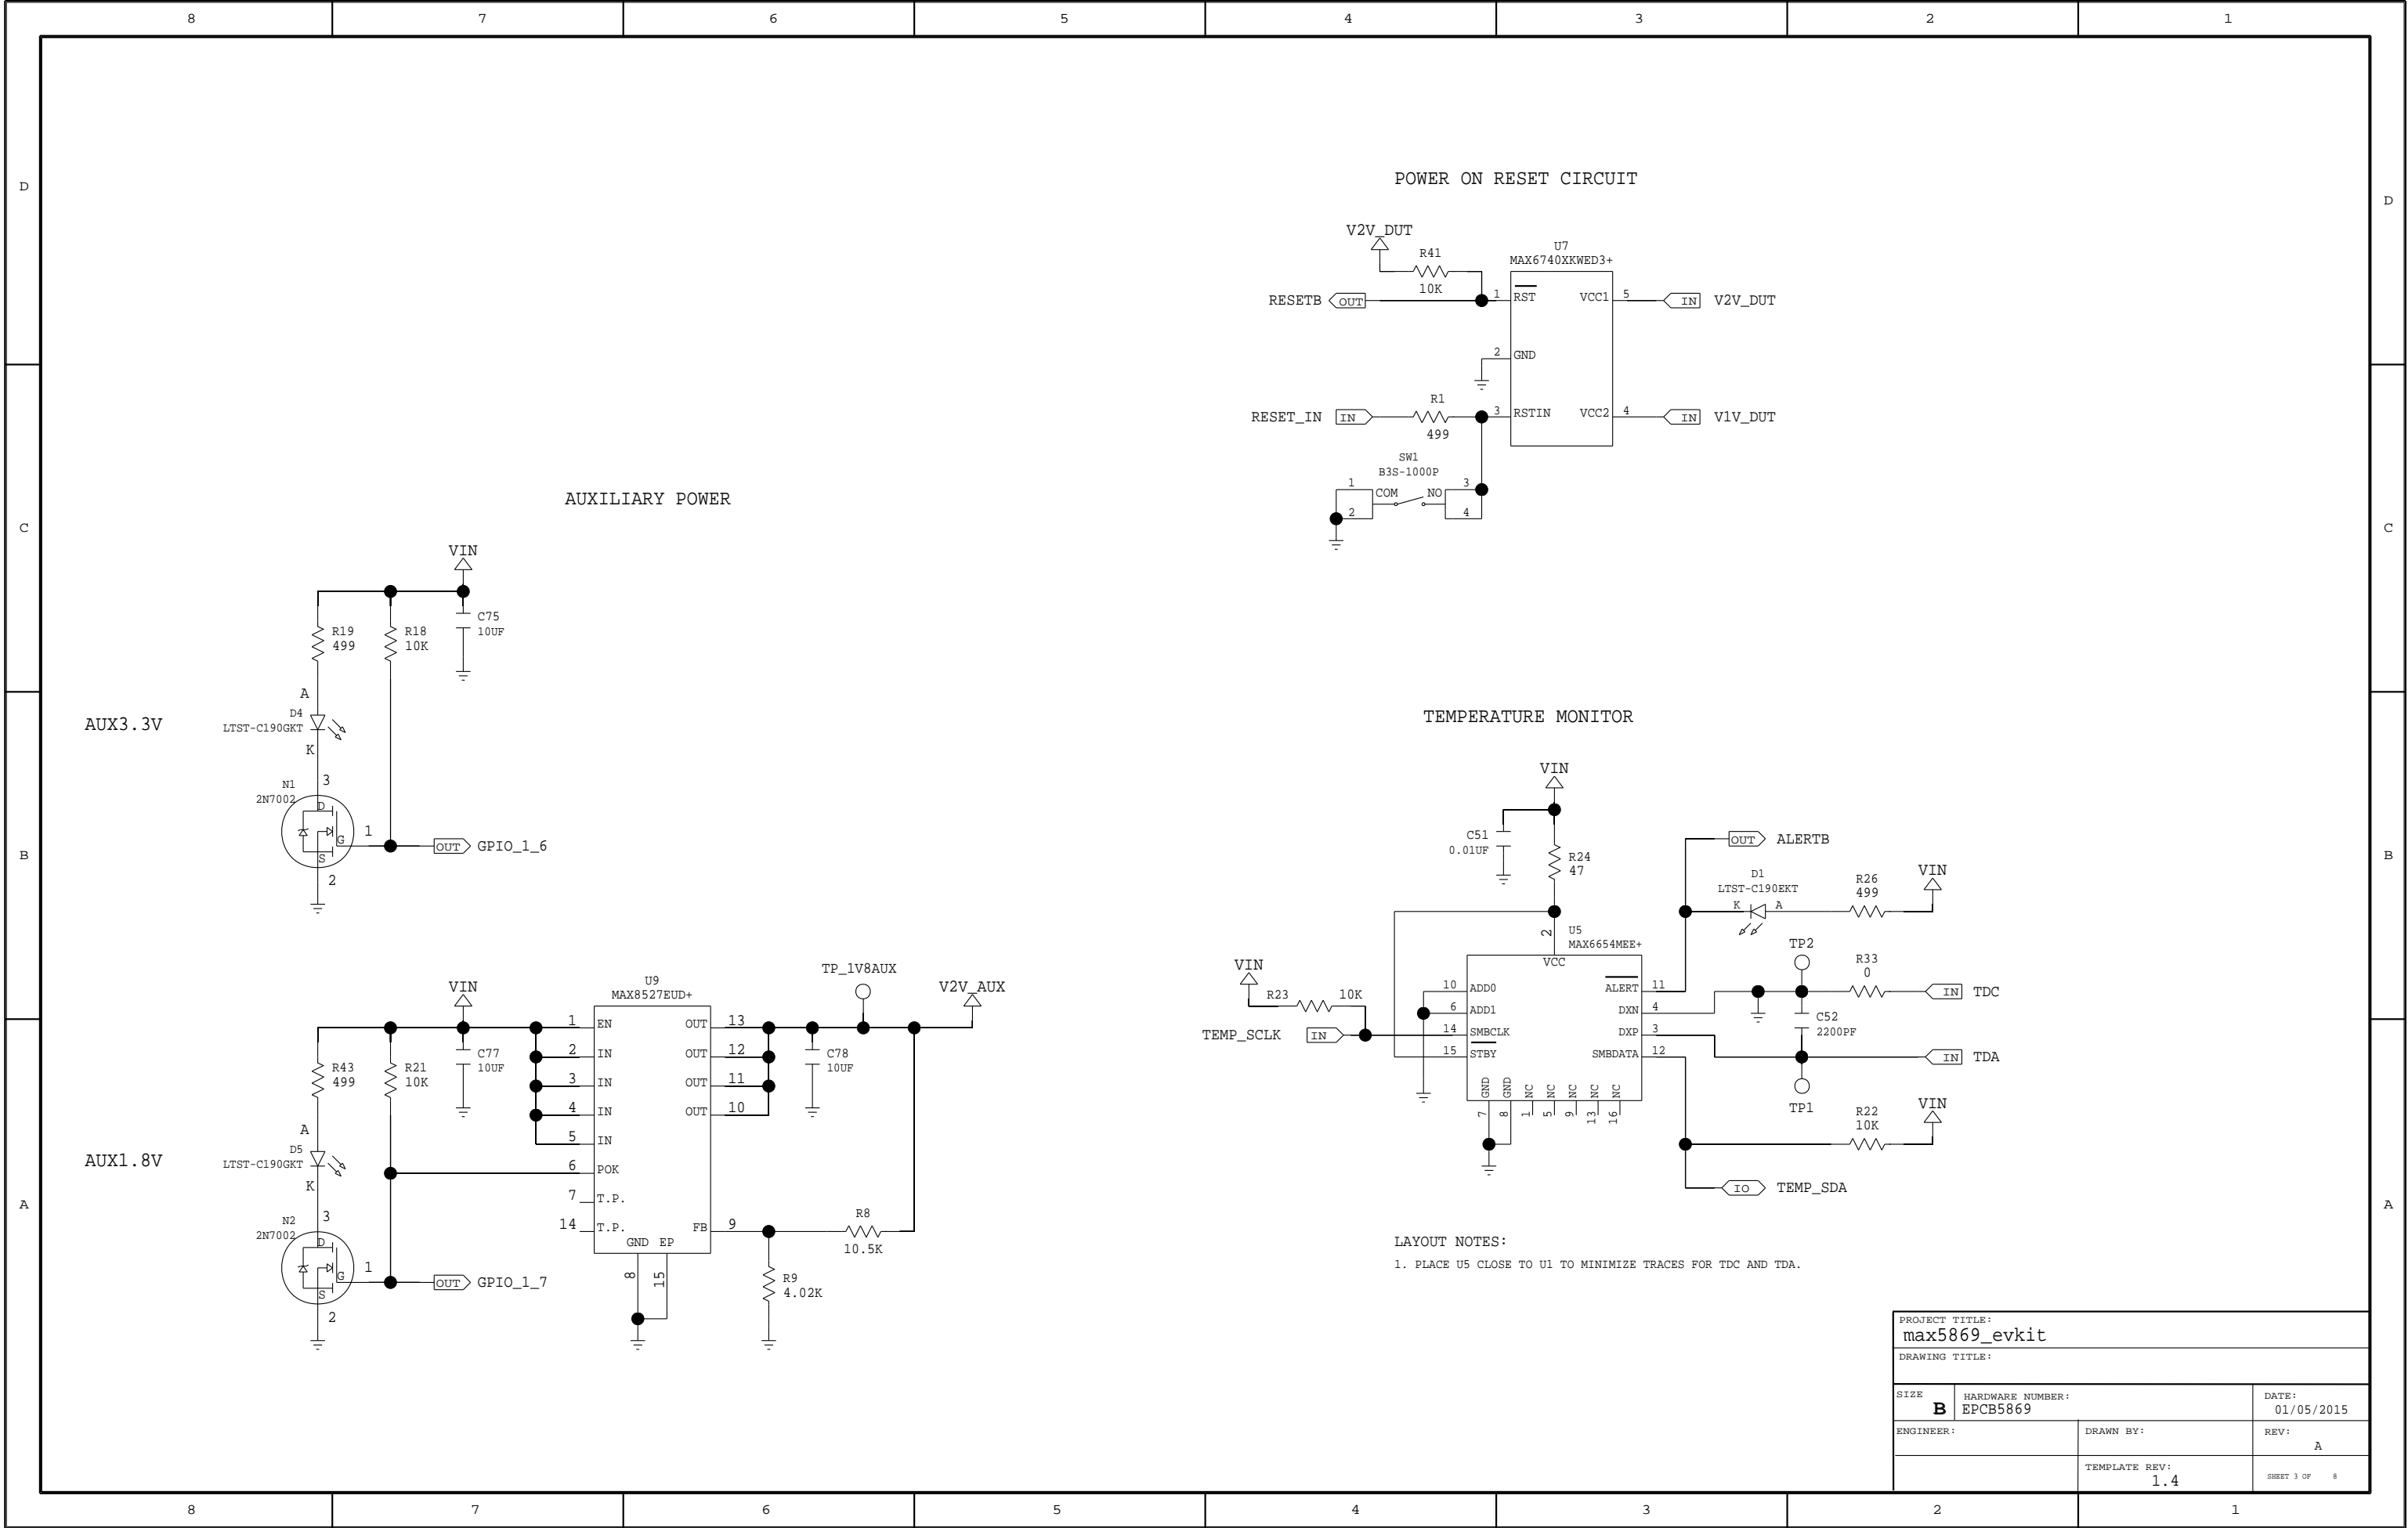 8 7 6 5 4 3 2 1
D
D
C
C
B
B
A
A
POWER ON RESET CIRCUIT
V2V_DUT
R41
10K
U7
MAX6740XKWED3+
RESETB OUT
1 RST VCC1 5
IN V2V_DUT
2 GND
RESET_IN IN
R1
499
3 RSTIN VCC2 4
IN V1V_DUT
SW1
B3S-1000P
1 COM NO 3
2 4
AUXILIARY POWER
VIN
R19
499
R18
10K
C75
10UF
AUX3.3V
A
D4
LTST-C190GKT
K
N1
2N7002
3
D
G 1
S
2
OUT GPIO_1_6
VIN
R43
499
R21
10K
C77
10UF
AUX1.8V
A
D5
LTST-C190GKT
K
N2
2N7002
3
D
G 1
S
2
OUT GPIO_1_7
U9
MAX8527EUD+
1 EN OUT 13
2 IN OUT 12
3 IN OUT 11
4 IN OUT 10
5 IN
6 POK
7 T.P.
14 T.P. FB 9
GND EP
8 15
TP_1V8AUX
V2V_AUX
C78
10UF
R8
10.5K
R9
4.02K
TEMPERATURE MONITOR
VIN
C51
0.01UF
R24
47
2
U5
MAX6654MEE+
VCC
VIN
R23 10K
TEMP_SCLK IN
10 ADD0 ALERT 11
6 ADD1 DXN 4
14 SMBCLK DXP 3
15 STBY SMBDATA 12
GND GND NC NC NC NC NC
7 8 1 5 9 13 16
OUT ALERTB
D1
LTST-C190EKT
K A
R26
499
VIN
TP2
R33
0
IN TDC
C52
2200PF
IN TDA
TP1
R22
10K
VIN
IO TEMP_SDA
LAYOUT NOTES:
1. PLACE U5 CLOSE TO U1 TO MINIMIZE TRACES FOR TDC AND TDA.
PROJECT TITLE:
max5869_evkit
DRAWING TITLE:
SIZE
B
HARDWARE NUMBER:
EPCB5869
DATE:
01/05/2015
ENGINEER:
DRAWN BY:
REV:
A
TEMPLATE REV:
1.4
SHEET 3 OF 8
8 7 6 5 4 3 2 1